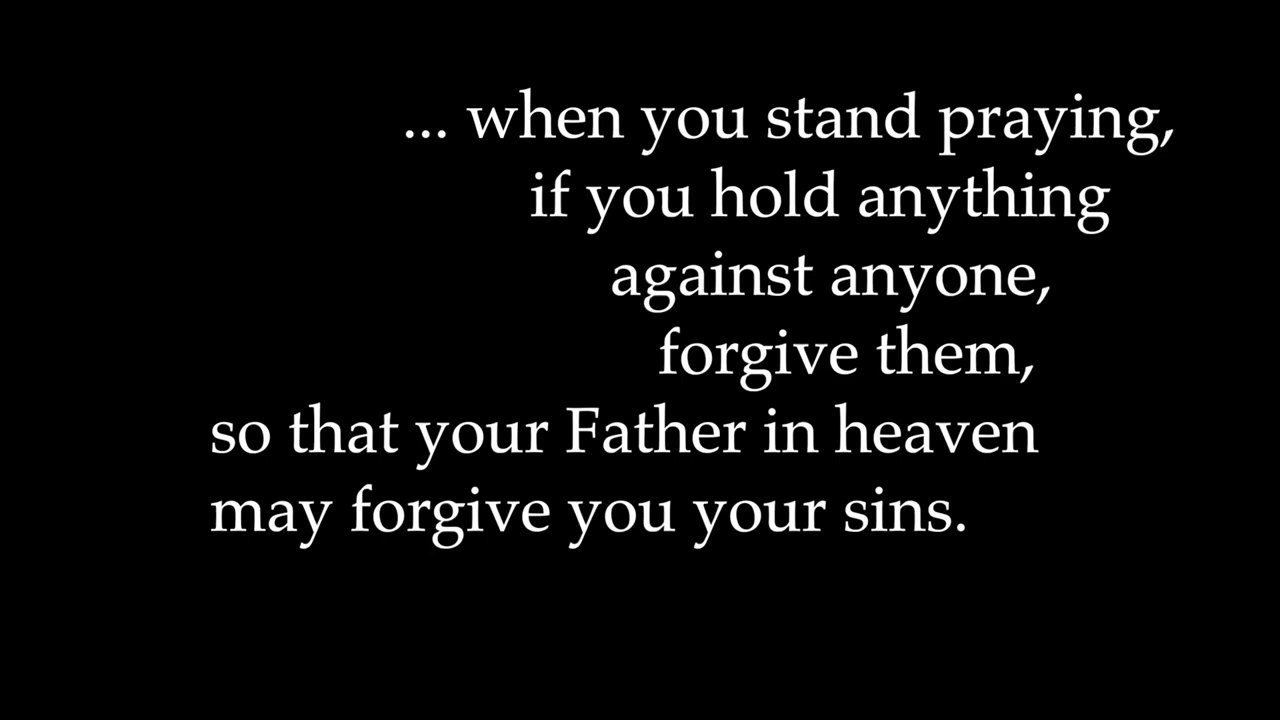 ... when you stand praying,
if you hold anything
against anyone,
forgive them,
so that your Father in heaven
may forgive you your sins.